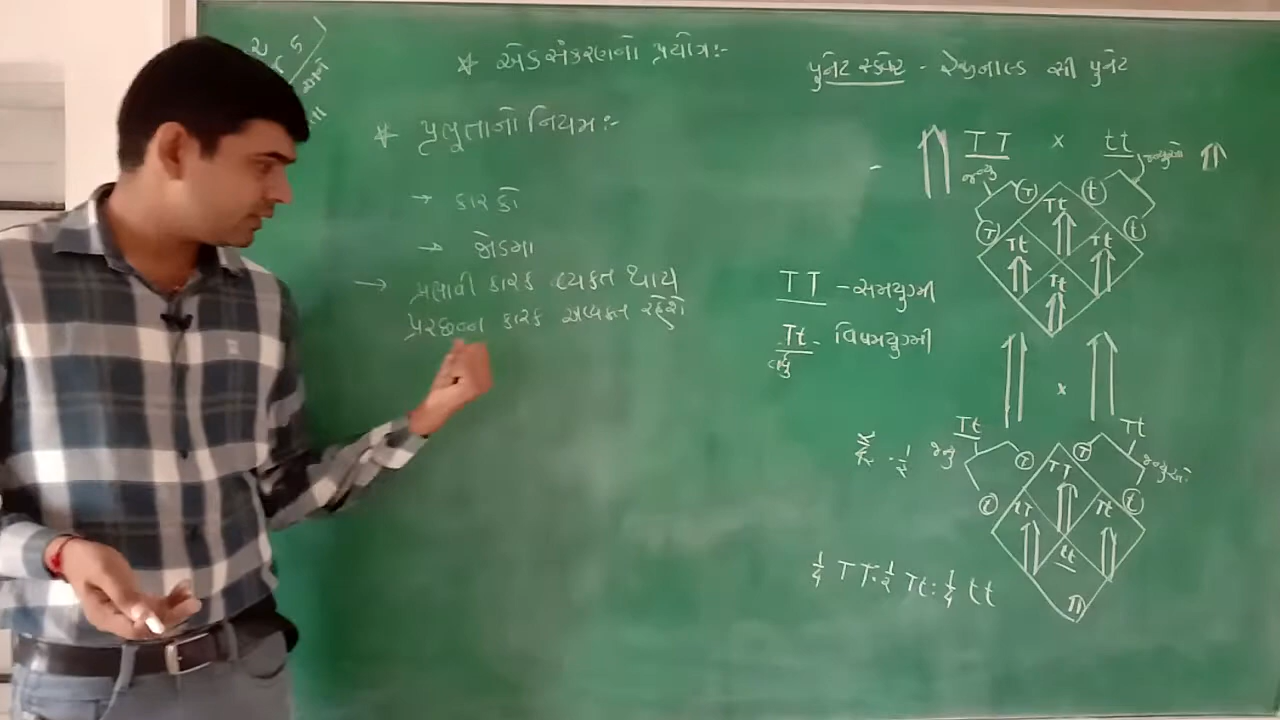 * એકસંકરણનો પ્રયોગ:-
* પ્રભુતાનો નિયમ:-
→ કારકો
→ જોડમા
→ પ્રભાવી કારક વ્યક્ત થાય
પ્રચ્છન્ન કારક અવ્યક્ત રહેશે
પુનેટ સ્ક્વેર - રેજીનાલ્ડ સી પુનેટ
TT x tt
T t
Tt
T t
Tt Tt
Tt
TT - સમયુગ્મી
Tt - વિષમયુગ્મી
x
Tt Tt
T T
TT
t t
tT Tt
tt
1/4 TT : 1/2 Tt : 1/4 tt